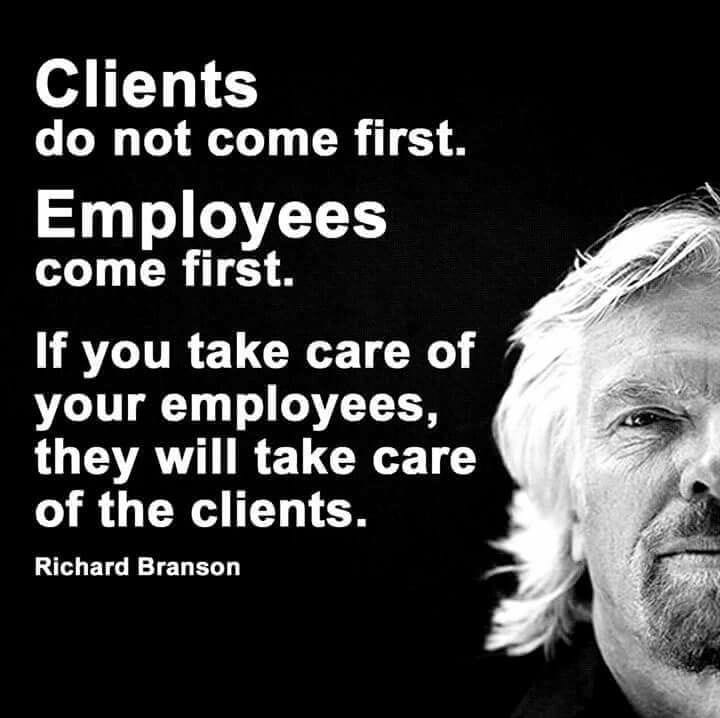 Clients
do not come first.
Employees
come first.
If you take care of
your employees,
they will take care
of the clients.
Richard Branson